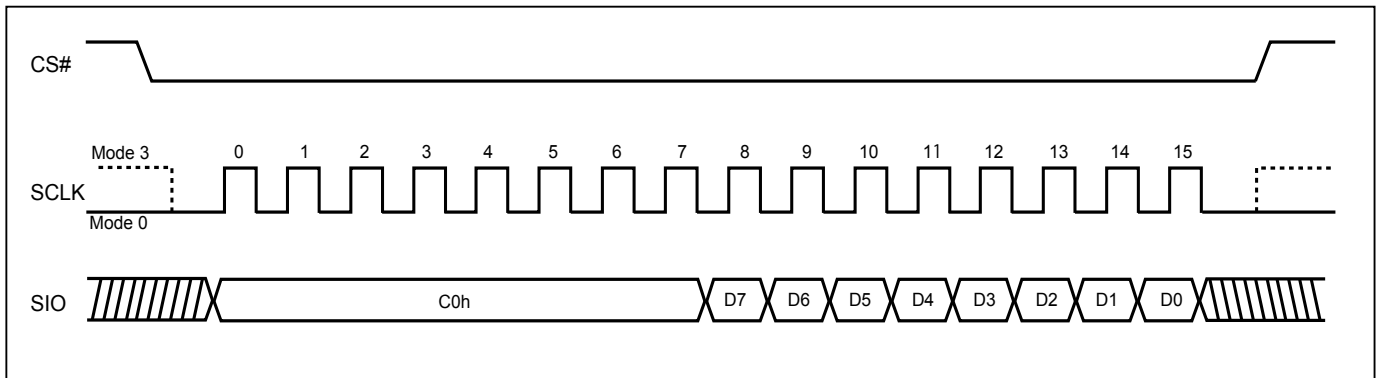 CS#
Mode 3
0 1 2 3 4 5 6 7 8 9 10 11 12 13 14 15
SCLK
Mode 0
SIO
C0h D7 D6 D5 D4 D3 D2 D1 D0